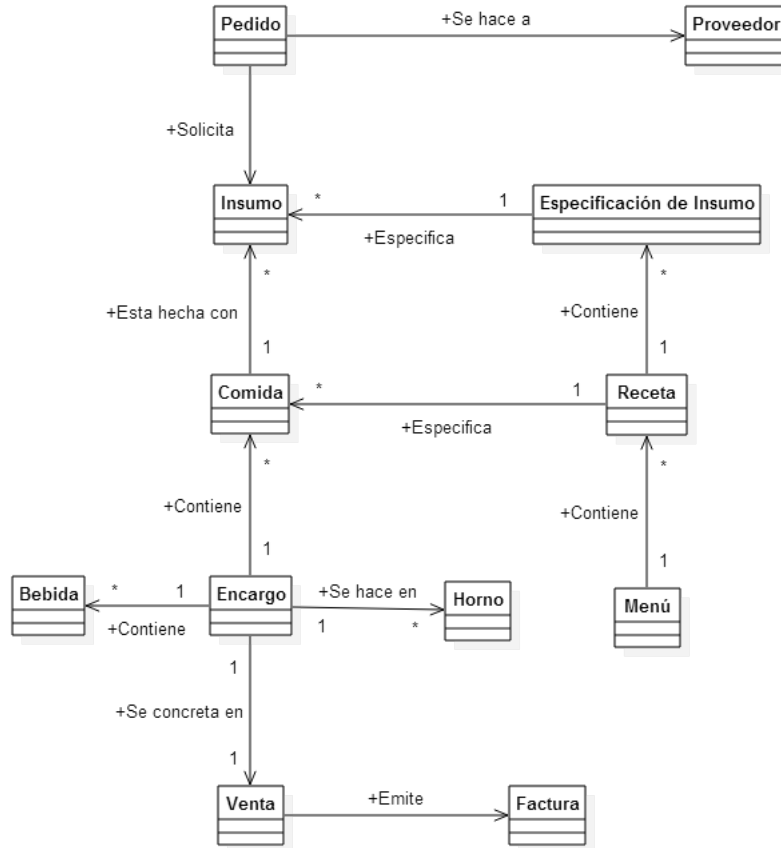 Pedido
+Se hace a
Proveedor
+Solicita
Insumo
*
1
Especificación de Insumo
+Especifica
*
*
+Esta hecha con
+Contiene
1
1
Comida
*
1
Receta
+Especifica
*
*
+Contiene
+Contiene
1
1
Bebida
*
1
Encargo
+Se hace en
Horno
Menú
+Contiene
1
*
1
+Se concreta en
1
Venta
+Emite
Factura